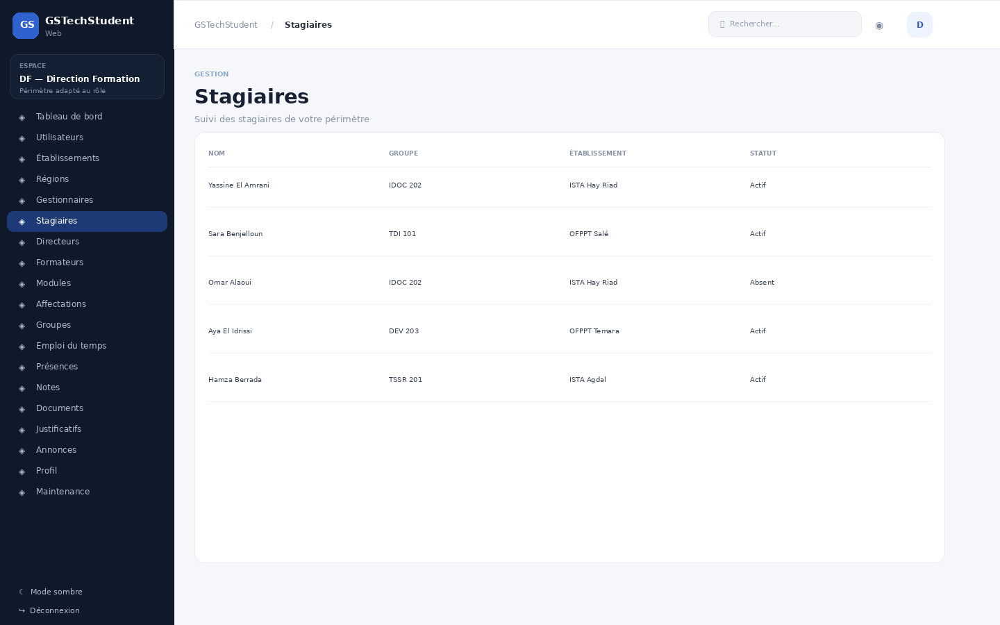 GS
GSTechStudent
Web
ESPACE
DF — Direction Formation
Périmètre adapté au rôle
Tableau de bord
Utilisateurs
Établissements
Régions
Gestionnaires
Stagiaires
Directeurs
Formateurs
Modules
Affectations
Groupes
Emploi du temps
Présences
Notes
Documents
Justificatifs
Annonces
Profil
Maintenance
Mode sombre
Déconnexion
GSTechStudent / Stagiaires
Rechercher...
D
GESTION
Stagiaires
Suivi des stagiaires de votre périmètre
NOM GROUPE ÉTABLISSEMENT STATUT
Yassine El Amrani IDOC 202 ISTA Hay Riad Actif
Sara Benjelloun TDI 101 OFPPT Salé Actif
Omar Alaoui IDOC 202 ISTA Hay Riad Absent
Aya El Idrissi DEV 203 OFPPT Temara Actif
Hamza Berrada TSSR 201 ISTA Agdal Actif